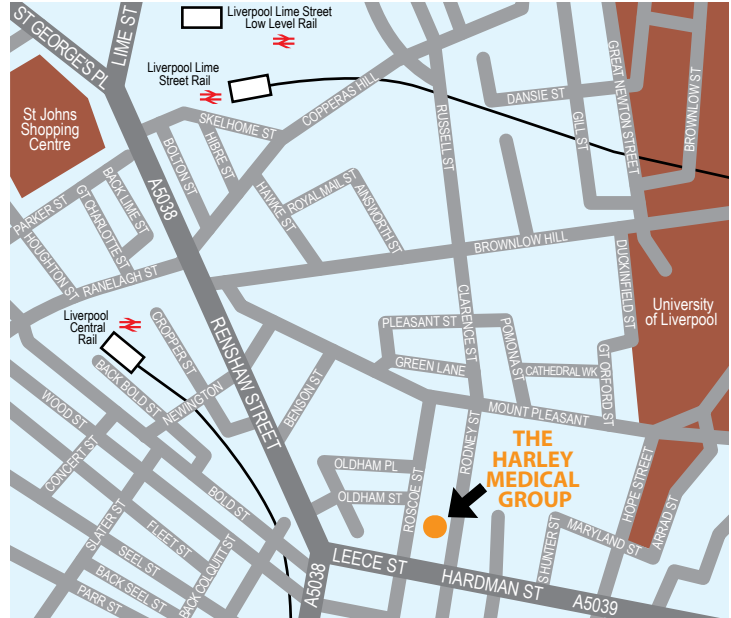 ST GEORGE'S PL
LIME ST
Liverpool Lime Street
Low Level Rail
Liverpool Lime
Street Rail
St Johns
Shopping
Centre
COPPERAS HILL
SKELHOME ST
BOLTON ST
HIBRE ST
HAWKE ST
ROYAL MAIL ST
AINSWORTH ST
RUSSELL ST
DANSIE ST
GILL ST
GREAT NEWTON STREET
BROWNLOW ST
A5038
PARKER ST
HOUGHTON ST
GT CHARLOTTE ST
BACK LIME ST
RANELAGH ST
BROWNLOW HILL
DUCKINFIELD ST
University
of Liverpool
Liverpool
Central
Rail
CROPPER ST
RENSHAW STREET
BACK BOLD ST
NEWINGTON
BENSON ST
PLEASANT ST
CLARENCE ST
POMONA ST
GREEN LANE
CATHEDRAL WK
GT ORFORD ST
MOUNT PLEASANT
WOOD ST
CONCERT ST
BOLD ST
SLATER ST
FLEET ST
SEEL ST
BACK SEEL ST
PARR ST
BACK COLQUITT ST
OLDHAM PL
OLDHAM ST
ROSCOE ST
RODNEY ST
THE
HARLEY
MEDICAL
GROUP
HOPE STREET
ARRAD ST
MARYLAND ST
S HUNTER ST
LEECE ST
HARDMAN ST
A5039
A5038